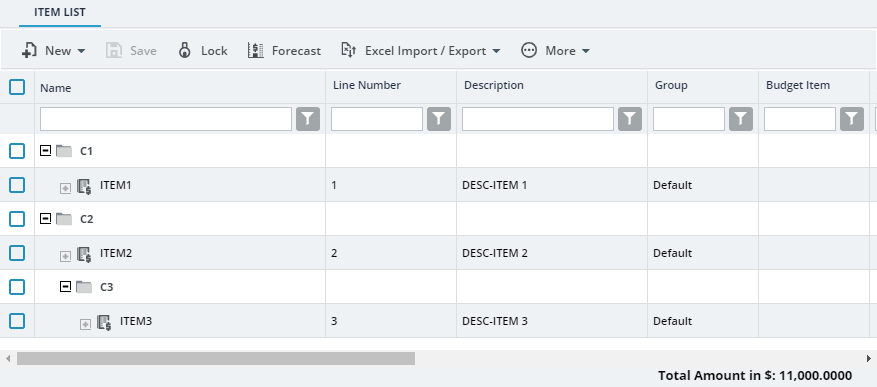 ITEM LIST
New Save Lock Forecast Excel Import / Export More
Name Line Number Description Group Budget Item
C1
ITEM1 1 DESC-ITEM 1 Default
C2
ITEM2 2 DESC-ITEM 2 Default
C3
ITEM3 3 DESC-ITEM 3 Default
Total Amount in $: 11,000.0000